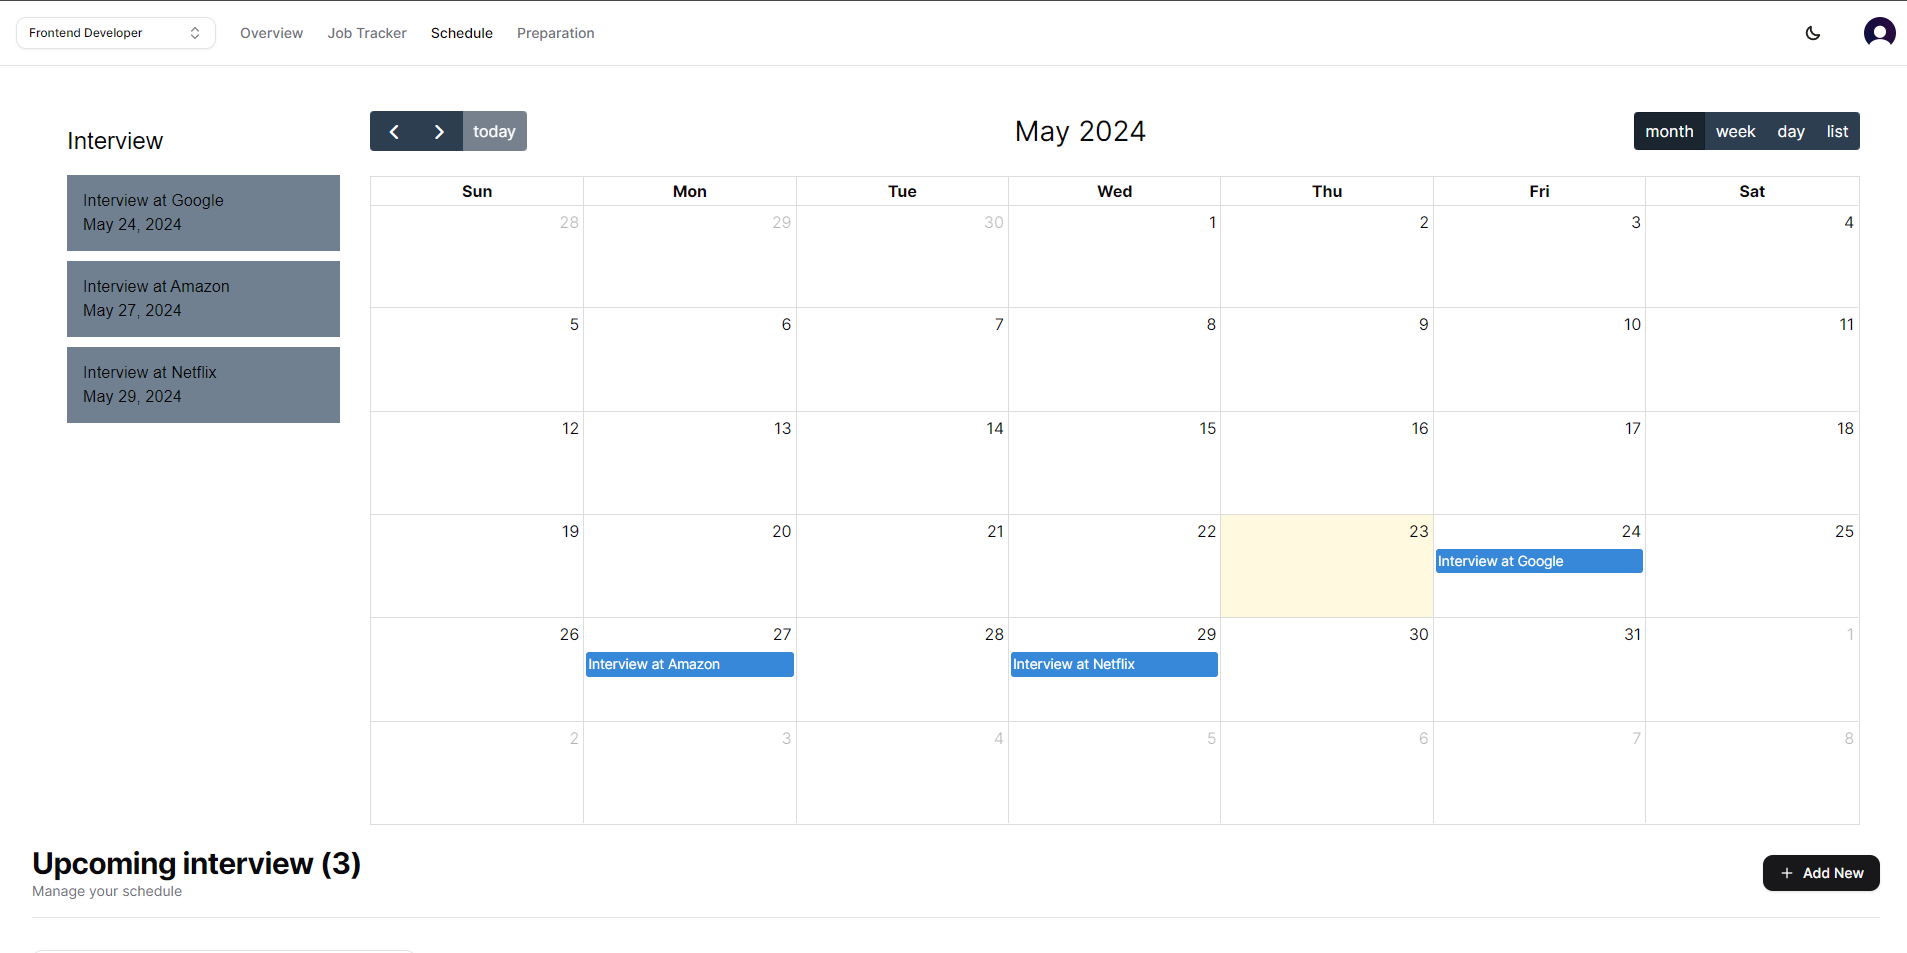 Frontend Developer
Overview
Job Tracker
Schedule
Preparation
Interview
Interview at Google
May 24, 2024
Interview at Amazon
May 27, 2024
Interview at Netflix
May 29, 2024
today
May 2024
month
week
day
list
Sun Mon Tue Wed Thu Fri Sat
28 29 30 1 2 3 4
5 6 7 8 9 10 11
12 13 14 15 16 17 18
19 20 21 22 23 24 25
Interview at Google
26 27 28 29 30 31 1
Interview at Amazon
Interview at Netflix
2 3 4 5 6 7 8
Upcoming interview (3)
Manage your schedule
+ Add New